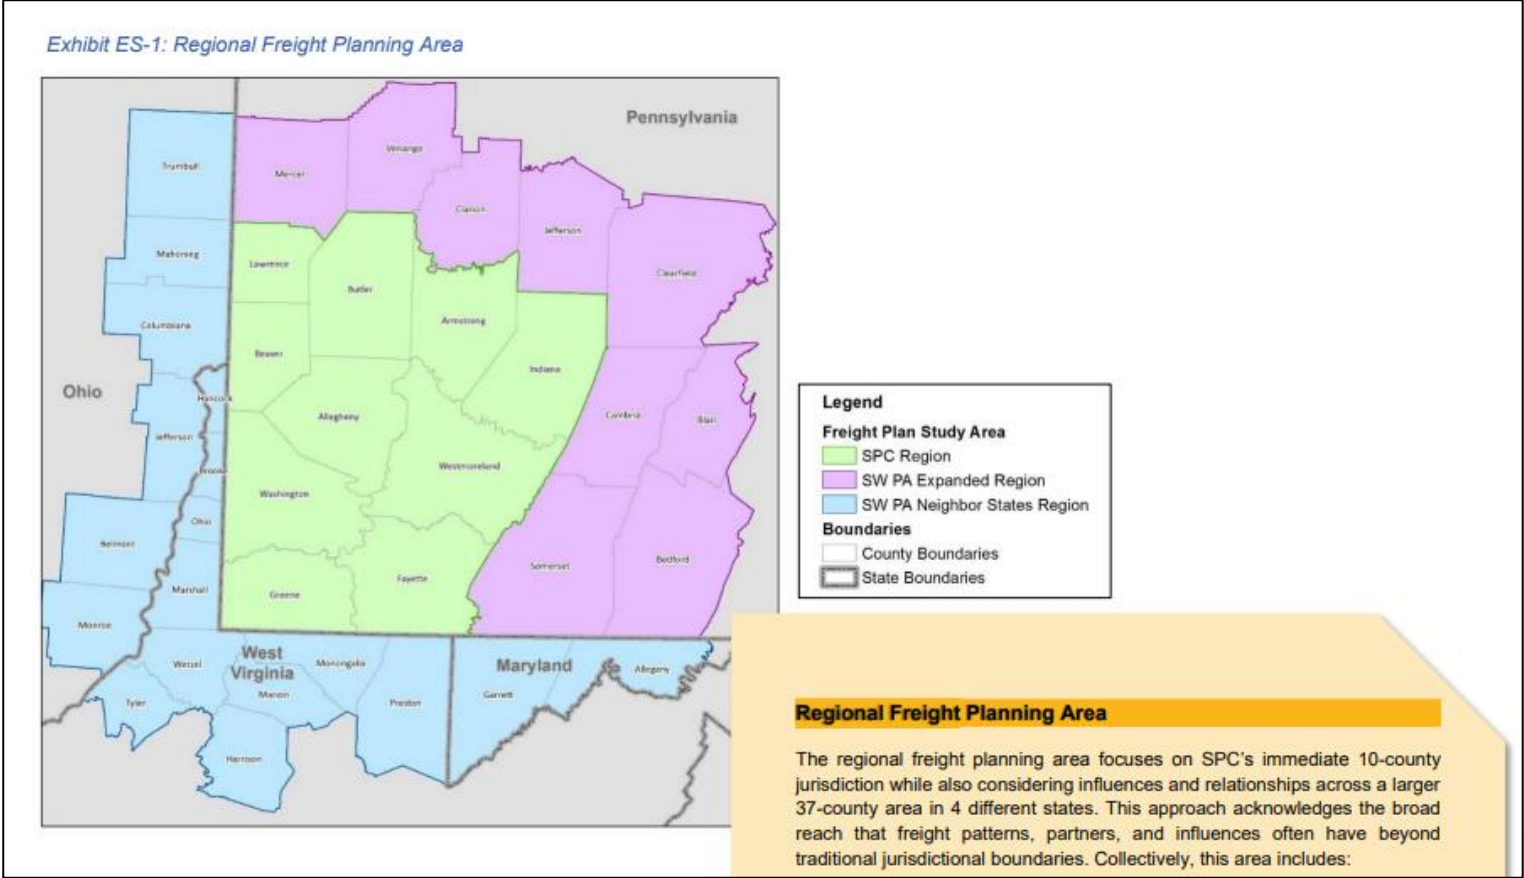 Exhibit ES-1: Regional Freight Planning Area
Pennsylvania
Trumbull
Mercer
Venango
Clarion
Jefferson
Clearfield
Mahoning
Lawrence
Butler
Armstrong
Columbiana
Beaver
Indiana
Ohio
Hancock
Allegheny
Cambria
Blair
Jefferson
Brooke
Westmoreland
Washington
Ohio
Belmont
Somerset
Bedford
Marshall
Greene
Fayette
Monroe
Wetzel
West
Virginia
Monongalia
Maryland
Allegany
Marion
Garrett
Tyler
Preston
Harrison
Legend
Freight Plan Study Area
SPC Region
SW PA Expanded Region
SW PA Neighbor States Region
Boundaries
County Boundaries
State Boundaries
Regional Freight Planning Area
The regional freight planning area focuses on SPC's immediate 10-county
jurisdiction while also considering influences and relationships across a larger
37-county area in 4 different states. This approach acknowledges the broad
reach that freight patterns, partners, and influences often have beyond
traditional jurisdictional boundaries. Collectively, this area includes: